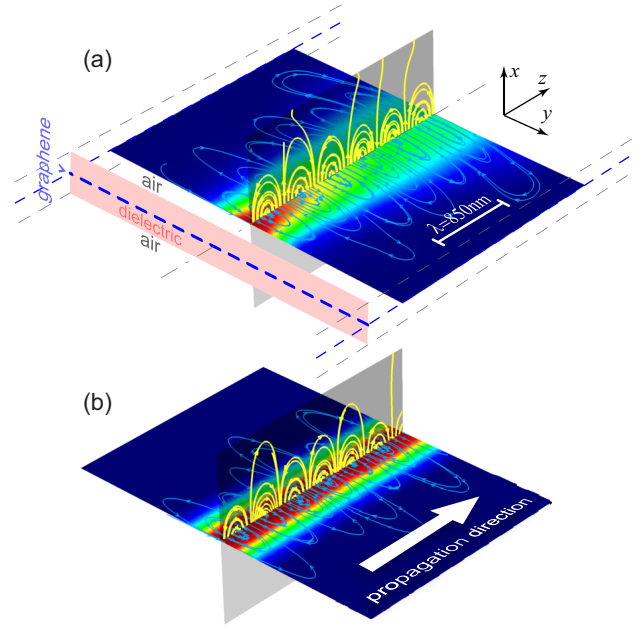 (a)
x
z
y
graphene
air
dielectric
air
λ=850nm
(b)
propagation direction